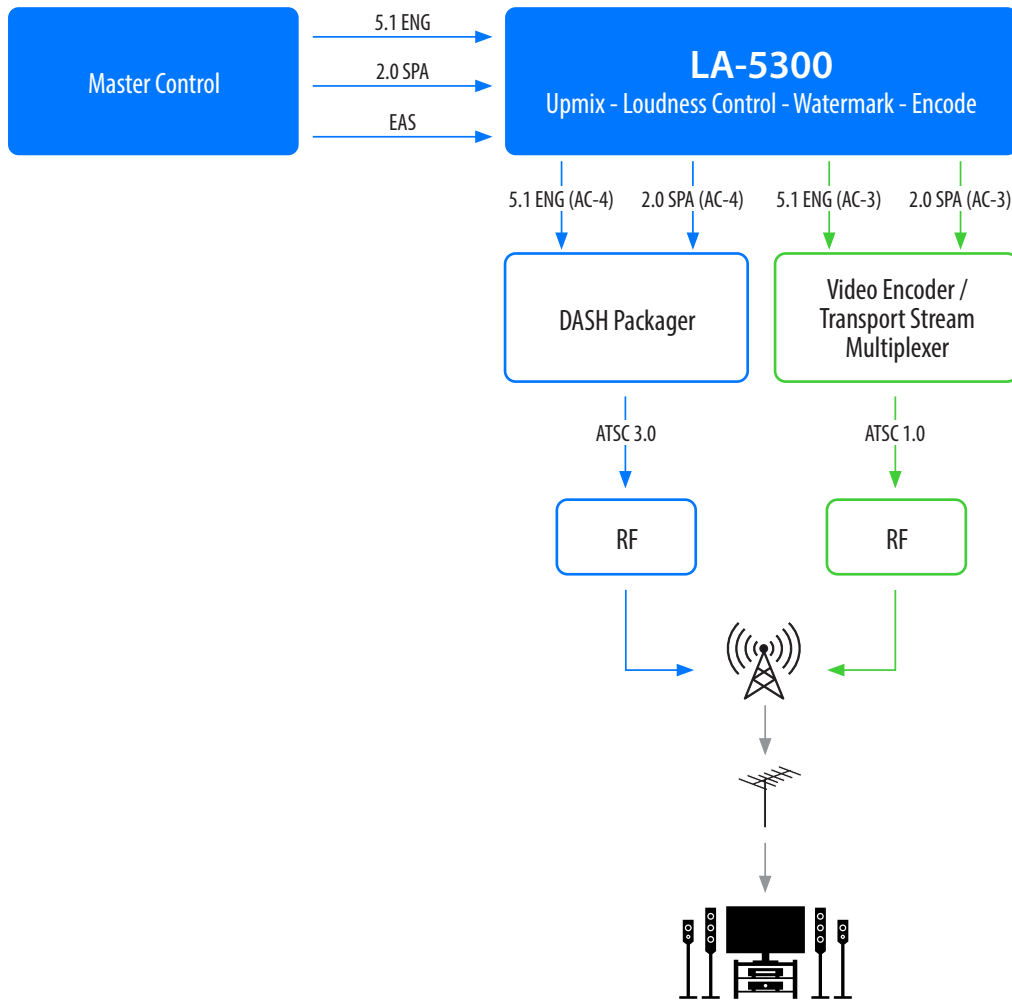 5.1 ENG
Master Control
2.0 SPA
EAS
LA-5300
Upmix - Loudness Control - Watermark - Encode
5.1 ENG (AC-4)
2.0 SPA (AC-4)
5.1 ENG (AC-3)
2.0 SPA (AC-3)
DASH Packager
Video Encoder /
Transport Stream
Multiplexer
ATSC 3.0
ATSC 1.0
RF
RF